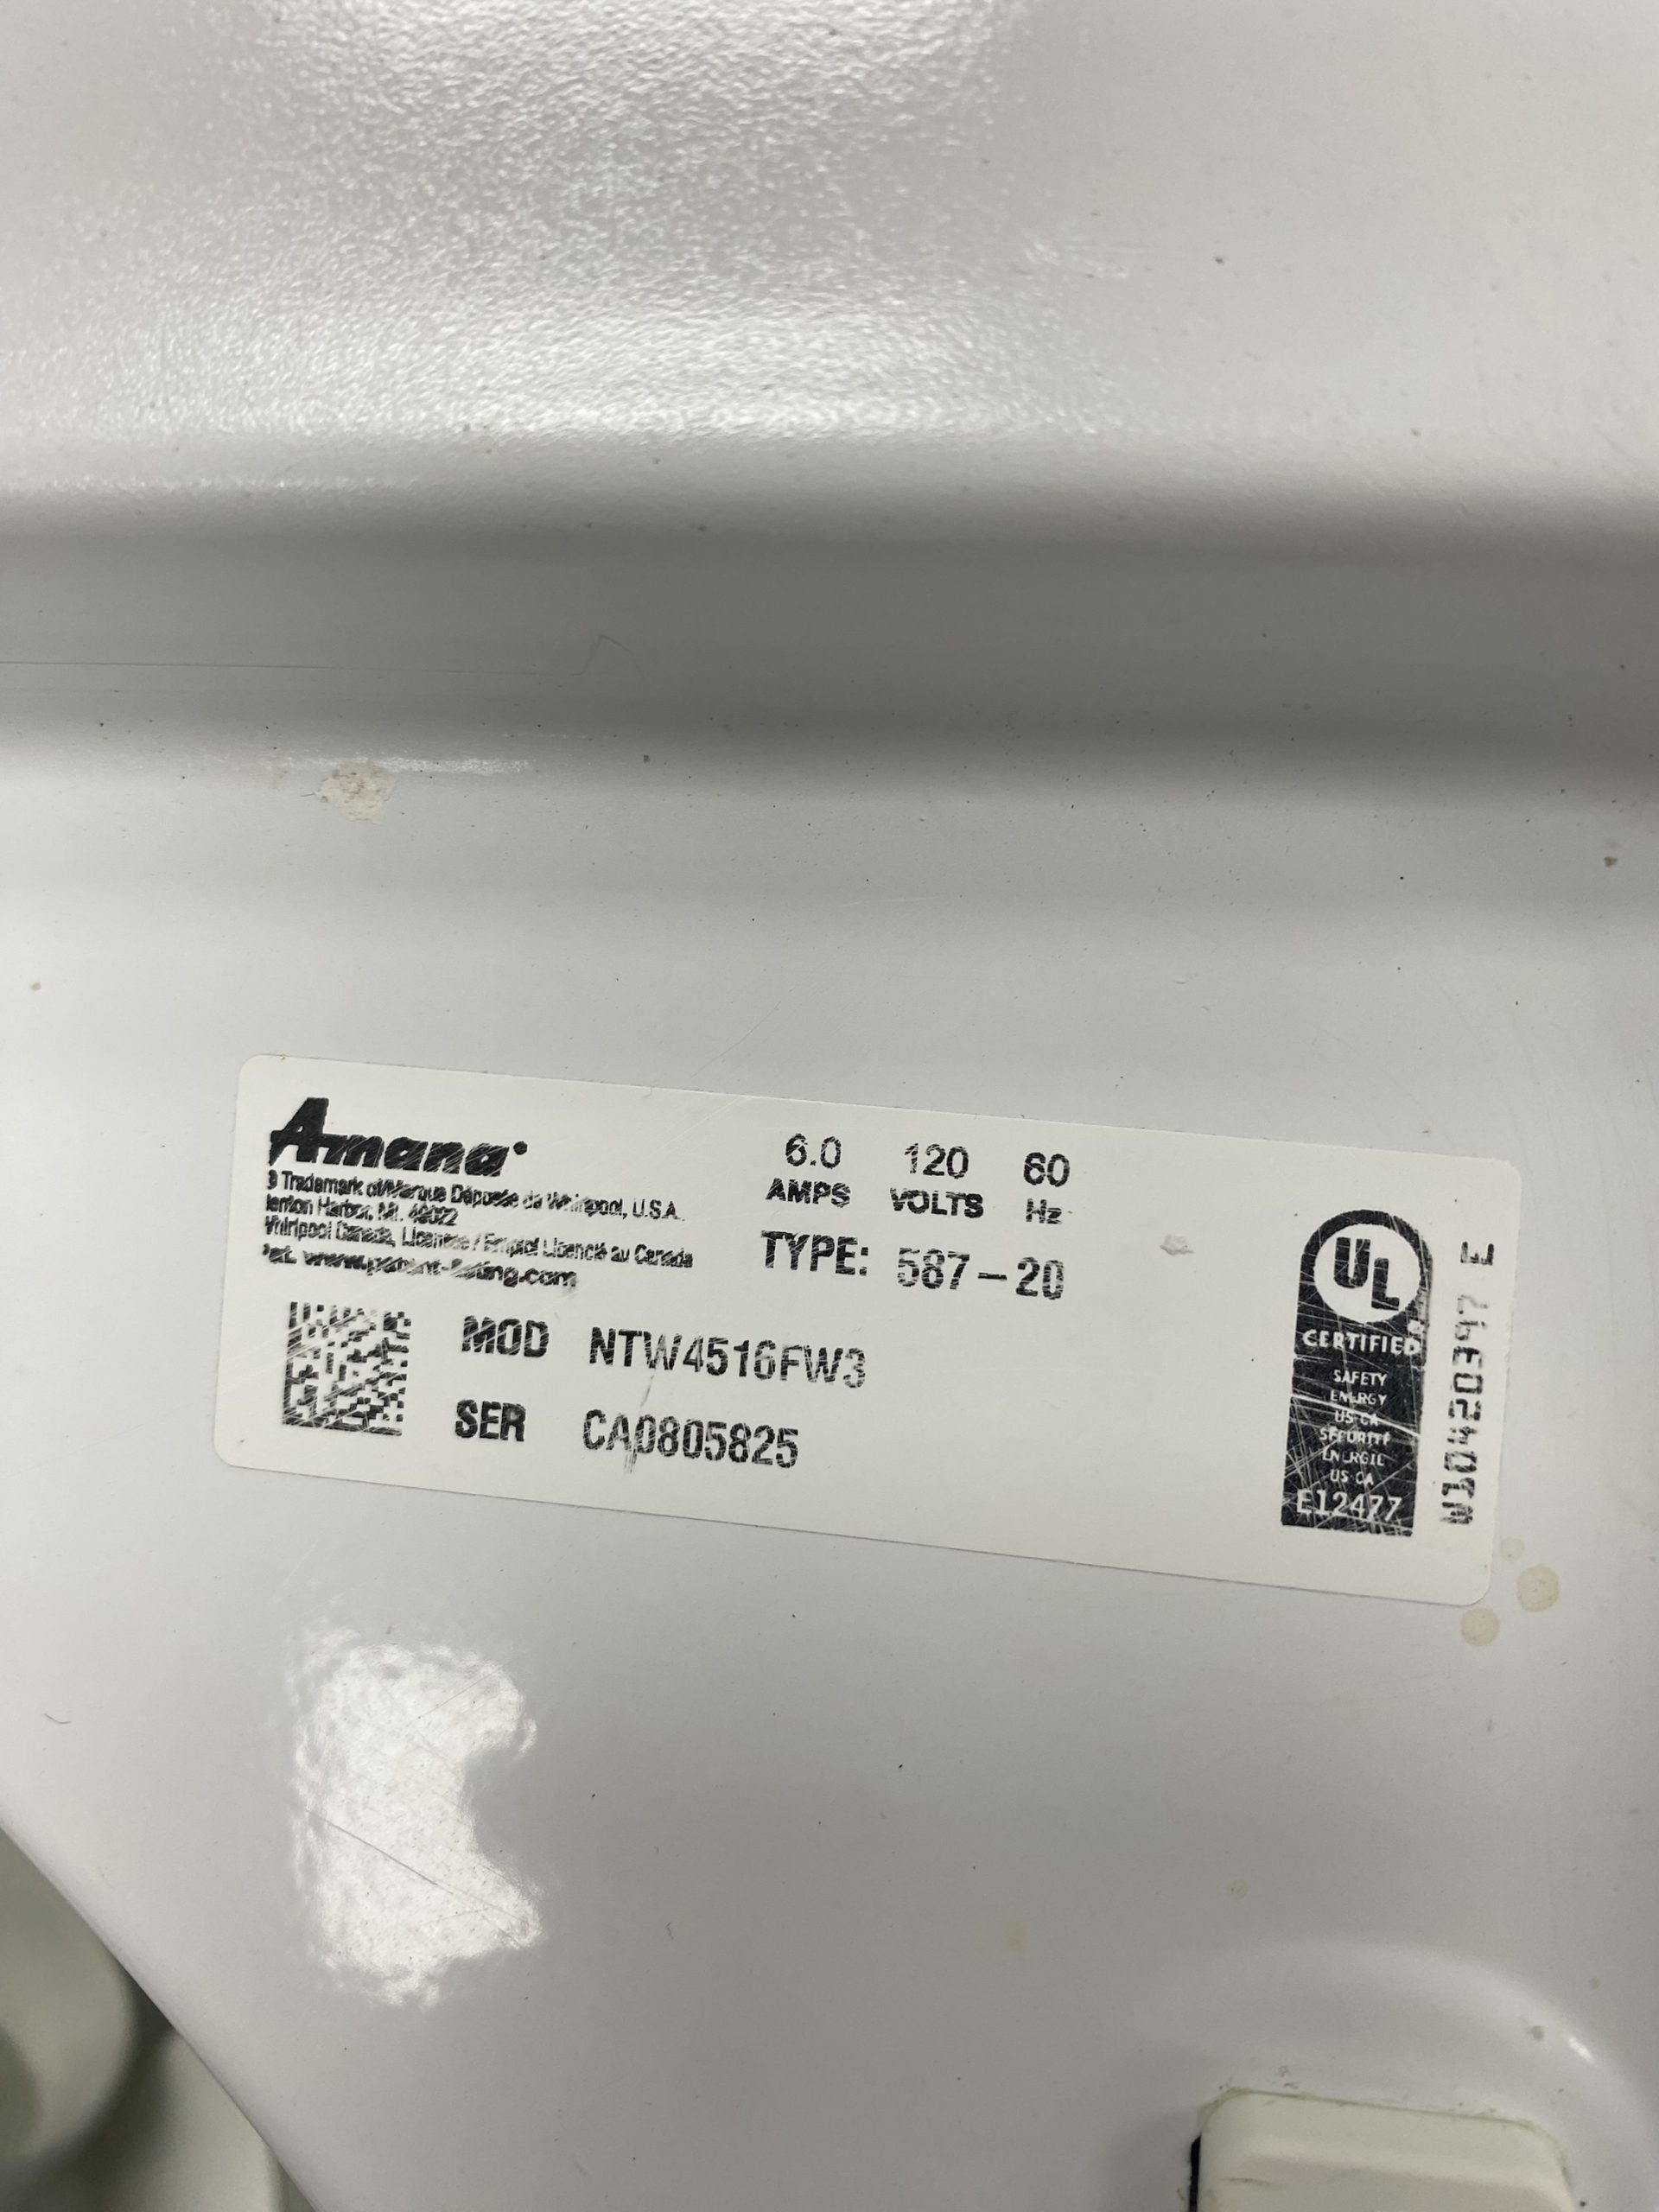 Amana
Trademark of/Marque Déposée de Whirlpool, U.S.A.
Harbor, MI. 49022
Whirlpool Canada, Licensee / Emploi Licencié au Canada
6.0 120 60
AMPS VOLTS Hz
TYPE: 587-20
MOD NTW4516FW3
SER CA0805825
UL
CERTIFIED
SAFETY
ENERGY
US CA
SÉCURITÉ
ÉNERGIE
US CA
E12477
W10420397 E